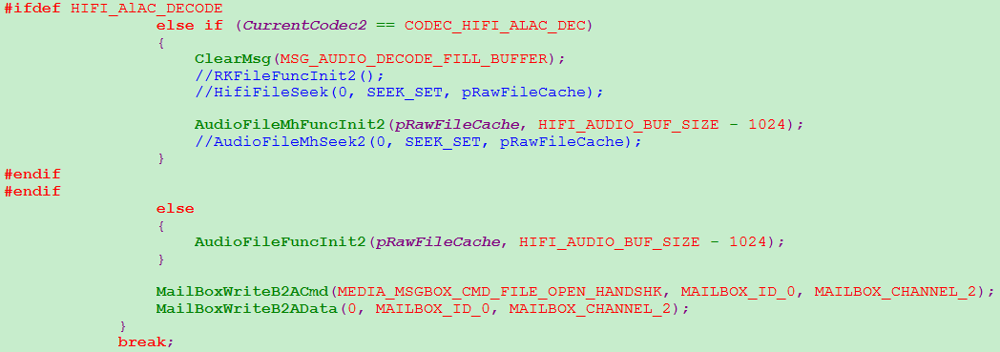 #ifdef HIFI_AlAC_DECODE
else if (CurrentCodec2 == CODEC_HIFI_ALAC_DEC)
{
ClearMsg(MSG_AUDIO_DECODE_FILL_BUFFER);
//RKFileFuncInit2();
//HifiFileSeek(0, SEEK_SET, pRawFileCache);
AudioFileMhFuncInit2(pRawFileCache, HIFI_AUDIO_BUF_SIZE - 1024);
//AudioFileMhSeek2(0, SEEK_SET, pRawFileCache);
}
#endif
#endif
else
{
AudioFileFuncInit2(pRawFileCache, HIFI_AUDIO_BUF_SIZE - 1024);
}
MailBoxWriteB2ACmd(MEDIA_MSGBOX_CMD_FILE_OPEN_HANDSHK, MAILBOX_ID_0, MAILBOX_CHANNEL_2);
MailBoxWriteB2AData(0, MAILBOX_ID_0, MAILBOX_CHANNEL_2);
}
break;